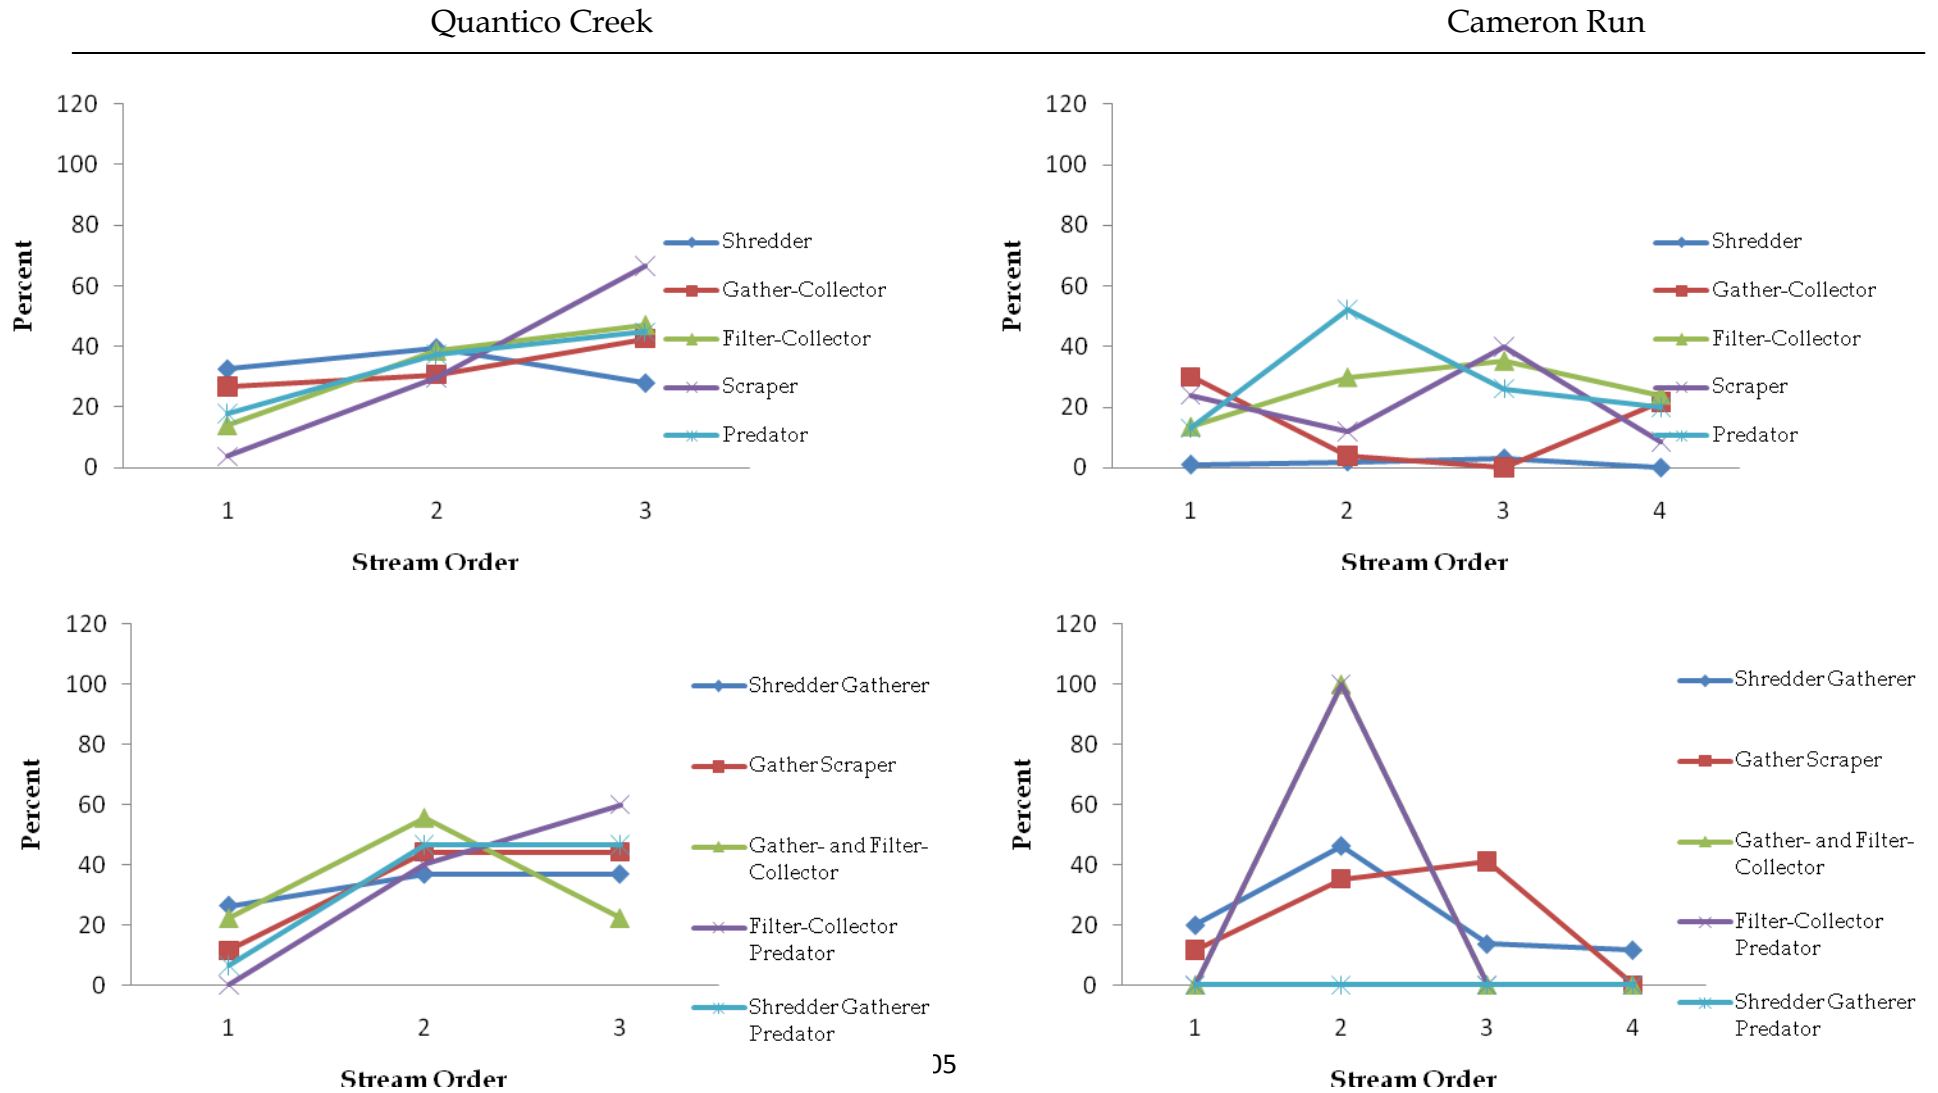 Quantico Creek
Cameron Run
120
100
80
60
40
20
0
Percent
1 2 3
Stream Order
Shredder
Gather-Collector
Filter-Collector
Scraper
Predator
120
100
80
60
40
20
0
Percent
1 2 3 4
Stream Order
Shredder
Gather-Collector
Filter-Collector
Scraper
Predator
120
100
80
60
40
20
0
Percent
1 2 3
Stream Order
Shredder Gatherer
Gather Scraper
Gather- and Filter-
Collector
Filter-Collector
Predator
Shredder Gatherer
Predator
120
100
80
60
40
20
0
Percent
1 2 3 4
Stream Order
Shredder Gatherer
Gather Scraper
Gather- and Filter-
Collector
Filter-Collector
Predator
Shredder Gatherer
Predator
05